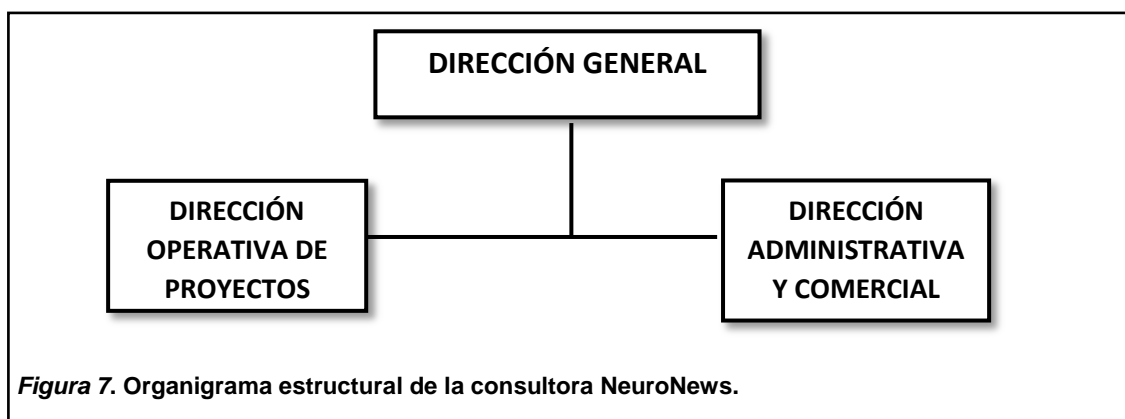 DIRECCIÓN GENERAL
DIRECCIÓN
OPERATIVA DE
PROYECTOS
DIRECCIÓN
ADMINISTRATIVA
Y COMERCIAL
Figura 7. Organigrama estructural de la consultora NeuroNews.